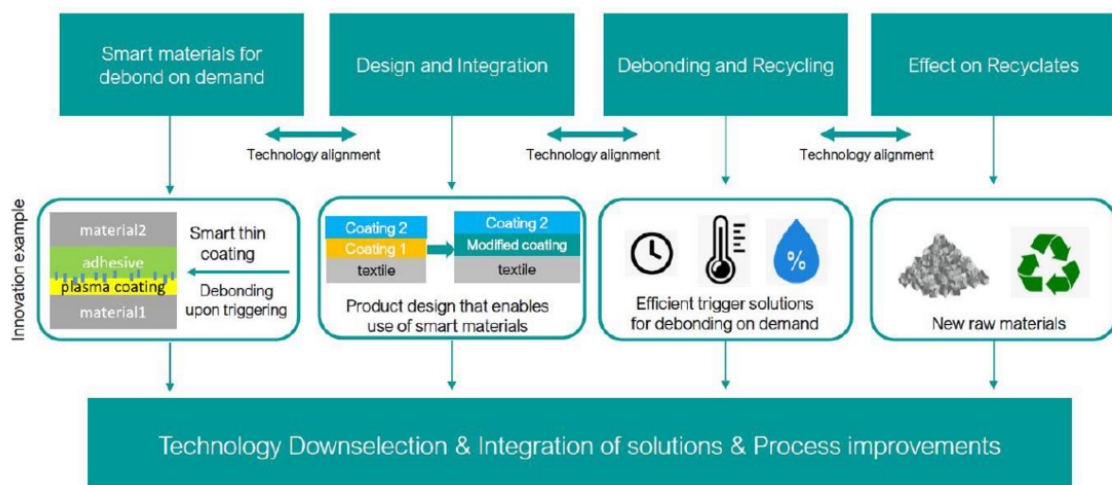 Smart materials for
debond on demand
Design and Integration
Debonding and Recycling
Effect on Recyclates
Technology alignment
Technology alignment
Technology alignment
Innovation example
material2
adhesive
plasma coating
material1
Smart thin
coating
Debonding
upon triggering
Coating 2
Coating 1
textile
Coating 2
Modified coating
textile
Product design that enables
use of smart materials
%
Efficient trigger solutions
for debonding on demand
New raw materials
Technology Downselection & Integration of solutions & Process improvements